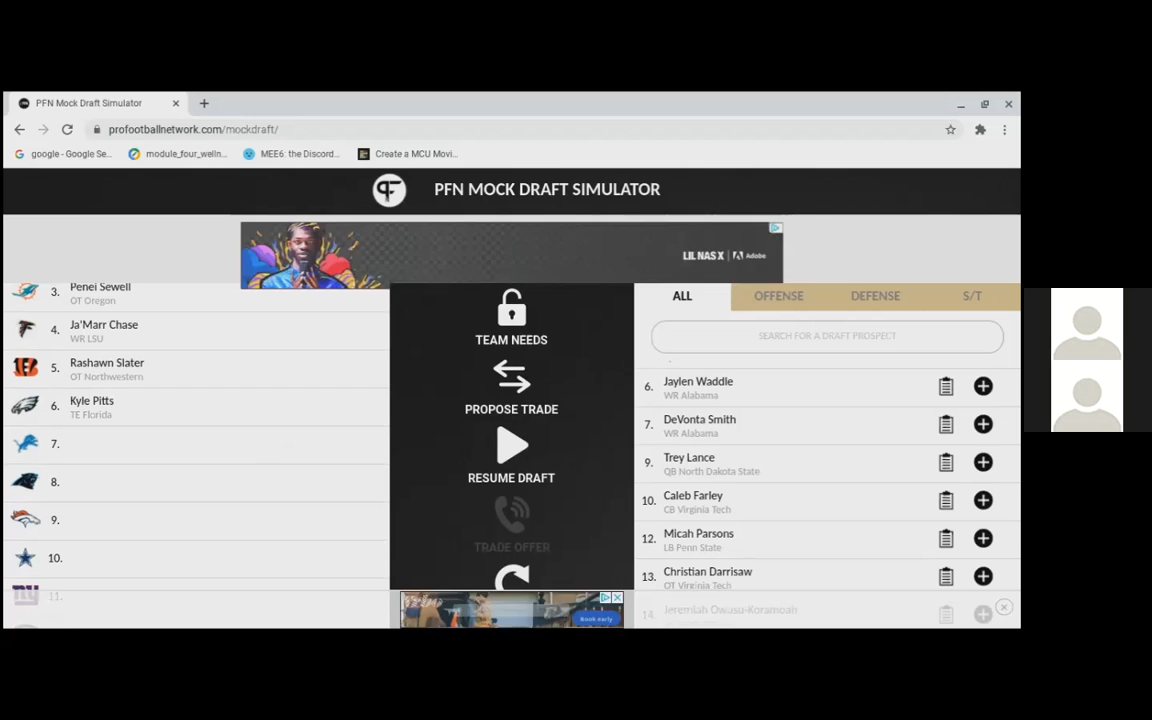 PFN Mock Draft Simulator
profootballnetwork.com/mockdraft/
google - Google Se...
module_four_welln...
MEE6: the Discord...
Create a MCU Movi...
PFN MOCK DRAFT SIMULATOR
LIL NAS X | Adobe
3. Penei Sewell
OT Oregon
4. Ja'Marr Chase
WR LSU
5. Rashawn Slater
OT Northwestern
6. Kyle Pitts
TE Florida
7.
8.
9.
10.
11.
TEAM NEEDS
PROPOSE TRADE
RESUME DRAFT
TRADE OFFER
Book early
ALL OFFENSE DEFENSE S/T
SEARCH FOR A DRAFT PROSPECT
6. Jaylen Waddle
WR Alabama
7. DeVonta Smith
WR Alabama
9. Trey Lance
QB North Dakota State
10. Caleb Farley
CB Virginia Tech
12. Micah Parsons
LB Penn State
13. Christian Darrisaw
OT Virginia Tech
14. Jeremiah Owusu-Koramoah